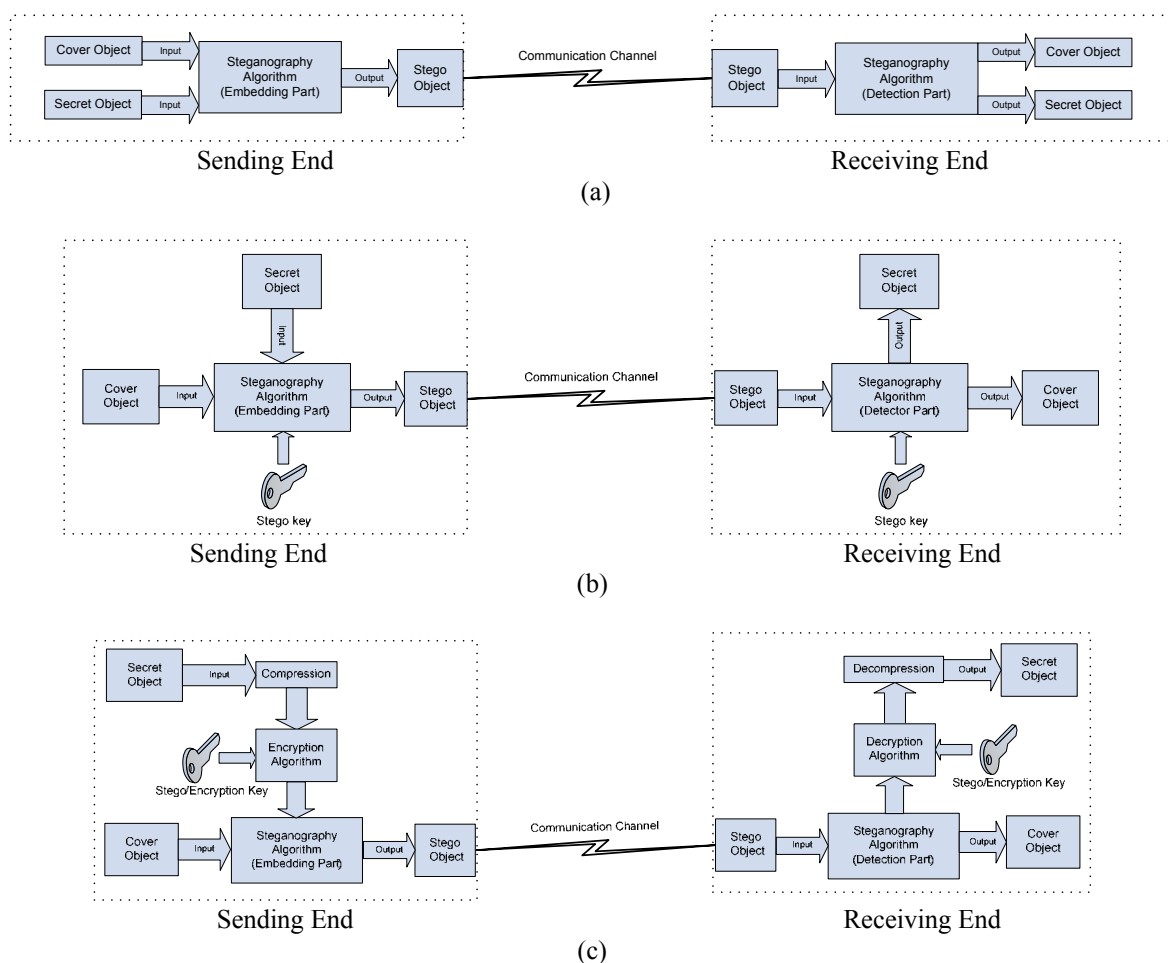 Cover Object
Input
Secret Object
Input
Steganography
Algorithm
(Embedding Part)
Output
Stego
Object
Communication Channel
Stego
Object
Input
Steganography
Algorithm
(Detection Part)
Output
Cover Object
Output
Secret Object
Sending End
Receiving End
(a)
Secret
Object
Input
Cover
Object
Input
Steganography
Algorithm
(Embedding Part)
Output
Stego
Object
Stego key
Communication Channel
Secret
Object
Output
Stego
Object
Input
Steganography
Algorithm
(Detector Part)
Output
Cover
Object
Stego key
Sending End
Receiving End
(b)
Secret
Object
Input
Compression
Encryption
Algorithm
Stego/Encryption Key
Cover
Object
Input
Steganography
Algorithm
(Embedding Part)
Output
Stego
Object
Communication Channel
Decompression
Output
Secret
Object
Decryption
Algorithm
Stego/Encryption Key
Stego
Object
Input
Steganography
Algorithm
(Detection Part)
Output
Cover
Object
Sending End
Receiving End
(c)